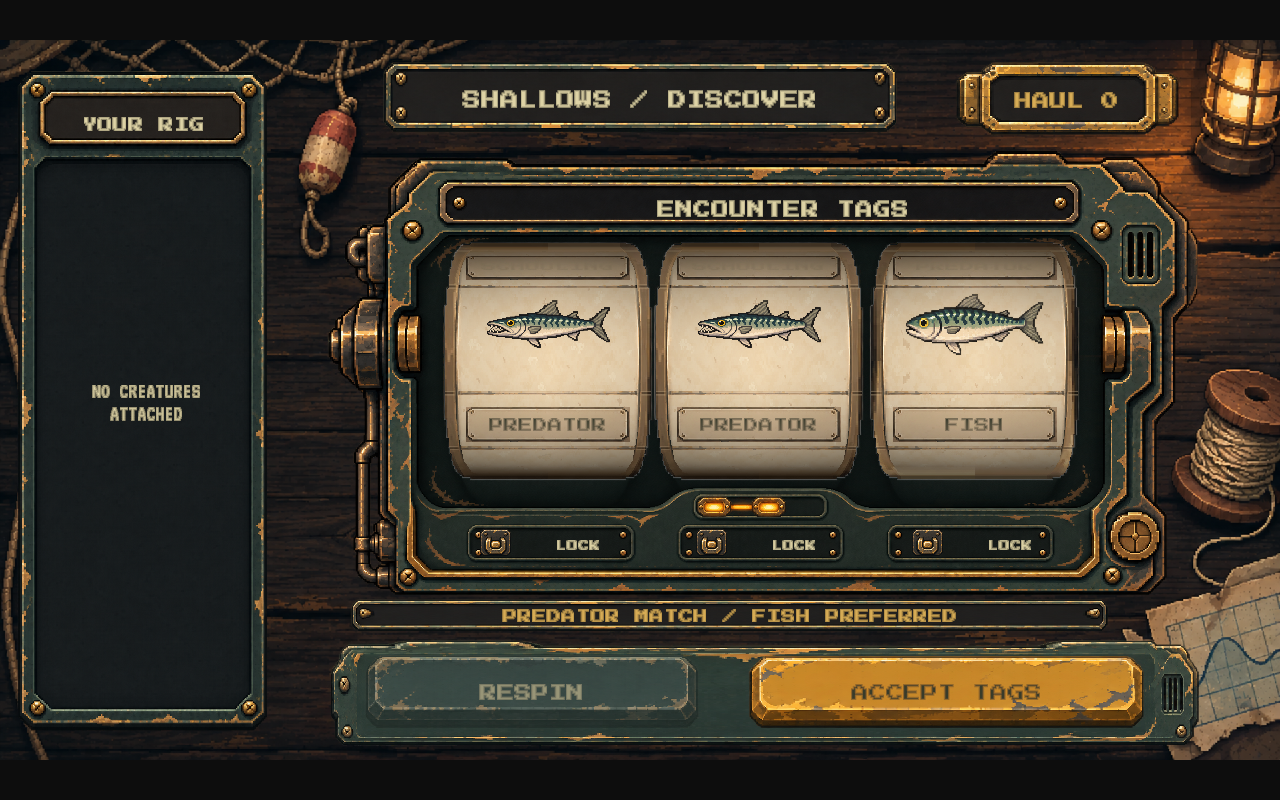 YOUR RIG
SHALLOWS / DISCOVER
HAUL 0
ENCOUNTER TAGS
NO CREATURES
ATTACHED
PREDATOR
PREDATOR
FISH
LOCK
LOCK
LOCK
PREDATOR MATCH / FISH PREFERRED
RESPIN
ACCEPT TAGS